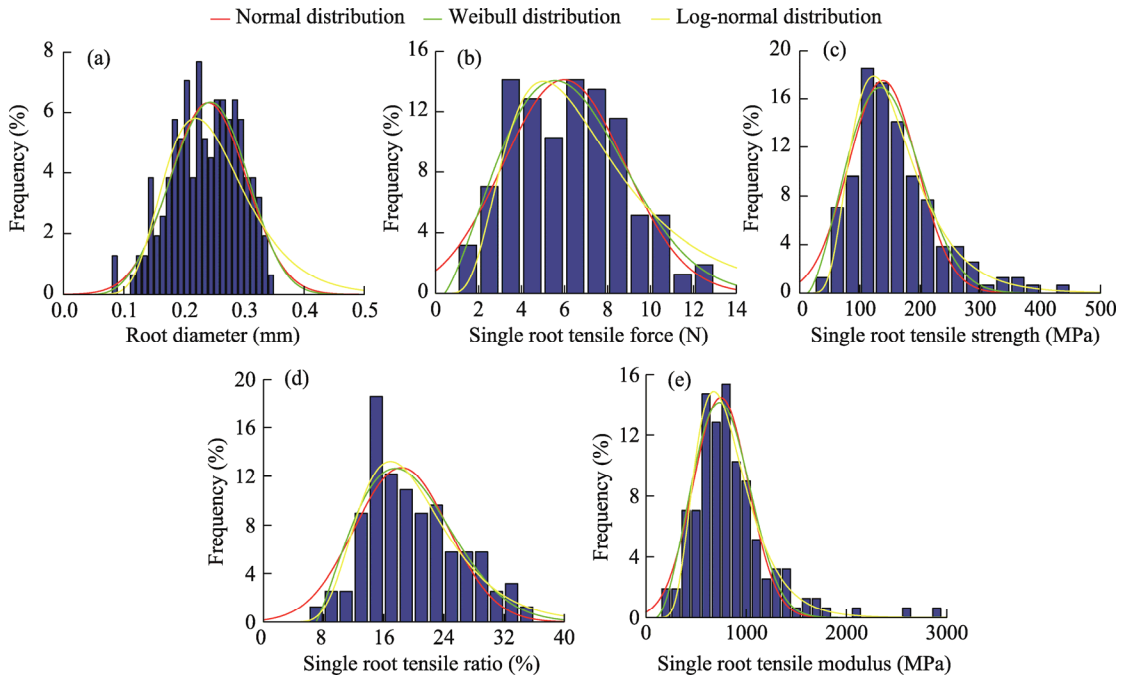 Normal distribution Weibull distribution Log-normal distribution
(a)
8
6
4
2
0
0.0 0.1 0.2 0.3 0.4 0.5
Frequency (%)
Root diameter (mm)
(b)
16
12
8
4
0
0 2 4 6 8 10 12 14
Frequency (%)
Single root tensile force (N)
(c)
20
16
12
8
4
0
0 100 200 300 400 500
Frequency (%)
Single root tensile strength (MPa)
(d)
20
16
12
8
4
0
0 8 16 24 32 40
Frequency (%)
Single root tensile ratio (%)
(e)
16
12
8
4
0
0 1000 2000 3000
Frequency (%)
Single root tensile modulus (MPa)